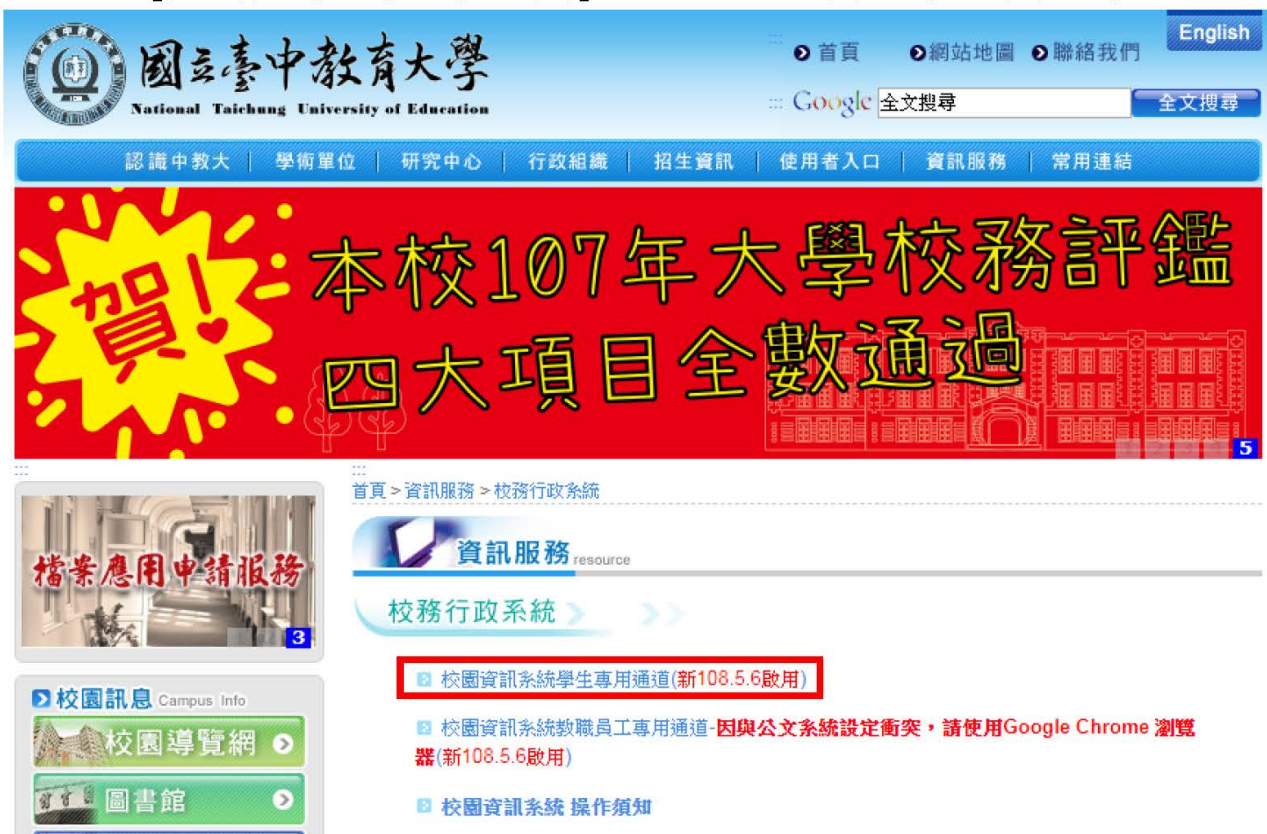 English
國立臺中教育大學
National Taichung University of Education
首頁 網站地圖 聯絡我們
Google 全文搜尋 全文搜尋
認識中教大 | 學術單位 | 研究中心 | 行政組織 | 招生資訊 | 使用者入口 | 資訊服務 | 常用連結
賀!
本校107年大學校務評鑑
四大項目全數通過
5
首頁 > 資訊服務 > 校務行政系統
檔案應用申請服務
3
資訊服務 resource
校務行政系統
校園資訊系統學生專用通道(新108.5.6啟用)
校園訊息 Campus Info
校園資訊系統教職員工專用通道-因與公文系統設定衝突,請使用Google Chrome 瀏覽
器(新108.5.6啟用)
校園導覽網
圖書館
校園資訊系統 操作須知